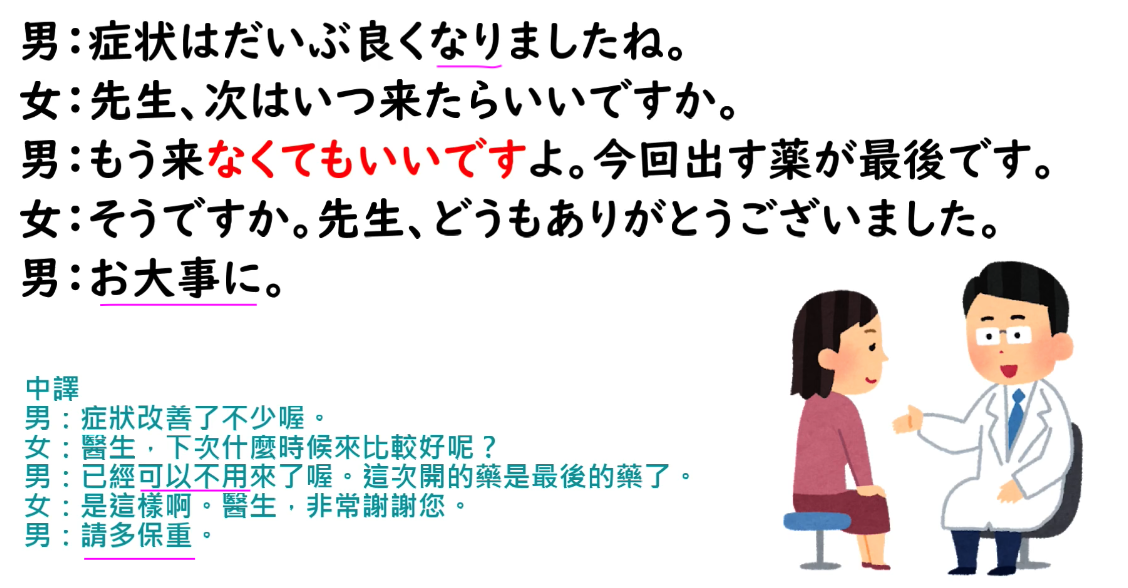 男：症状はだいぶ良くなりましたね。
女：先生、次はいつ来たらいいですか。
男：もう来なくてもいいですよ。今回出す薬が最後です。
女：そうですか。先生、どうもありがとうございました。
男：お大事に。
中譯
男：症狀改善了不少喔。
女：醫生，下次什麼時候來比較好呢？
男：已經可以不用來了喔。這次開的藥是最後的藥了。
女：是這樣啊。醫生，非常謝謝您。
男：請多保重。